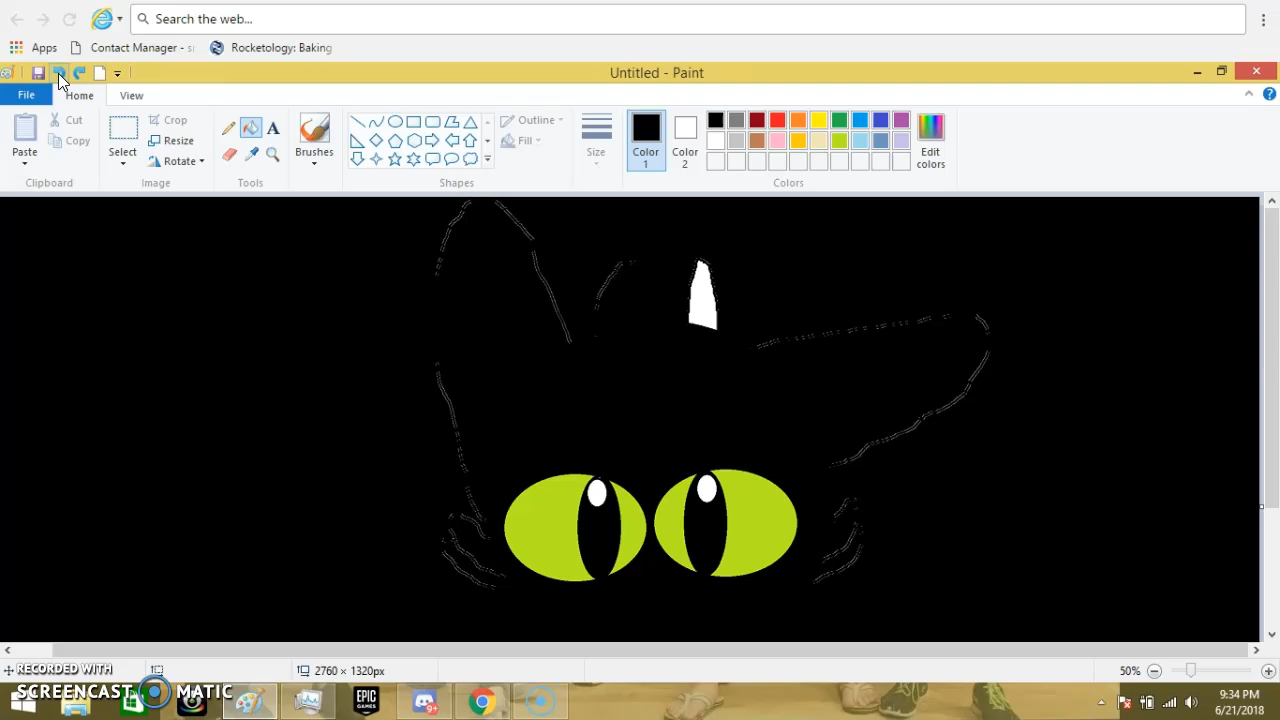 Search the web...
Apps Contact Manager - s Rocketology: Baking
Untitled - Paint
File Home View
Cut Crop Outline
Copy Resize Fill
Paste Select Rotate Brushes Size Color 1 Color 2 Edit colors
Clipboard Image Tools Shapes Colors
2760 × 1320px 50%
RECORDED WITH
SCREENCAST MATIC
EPIC GAMES
9:34 PM
6/21/2018